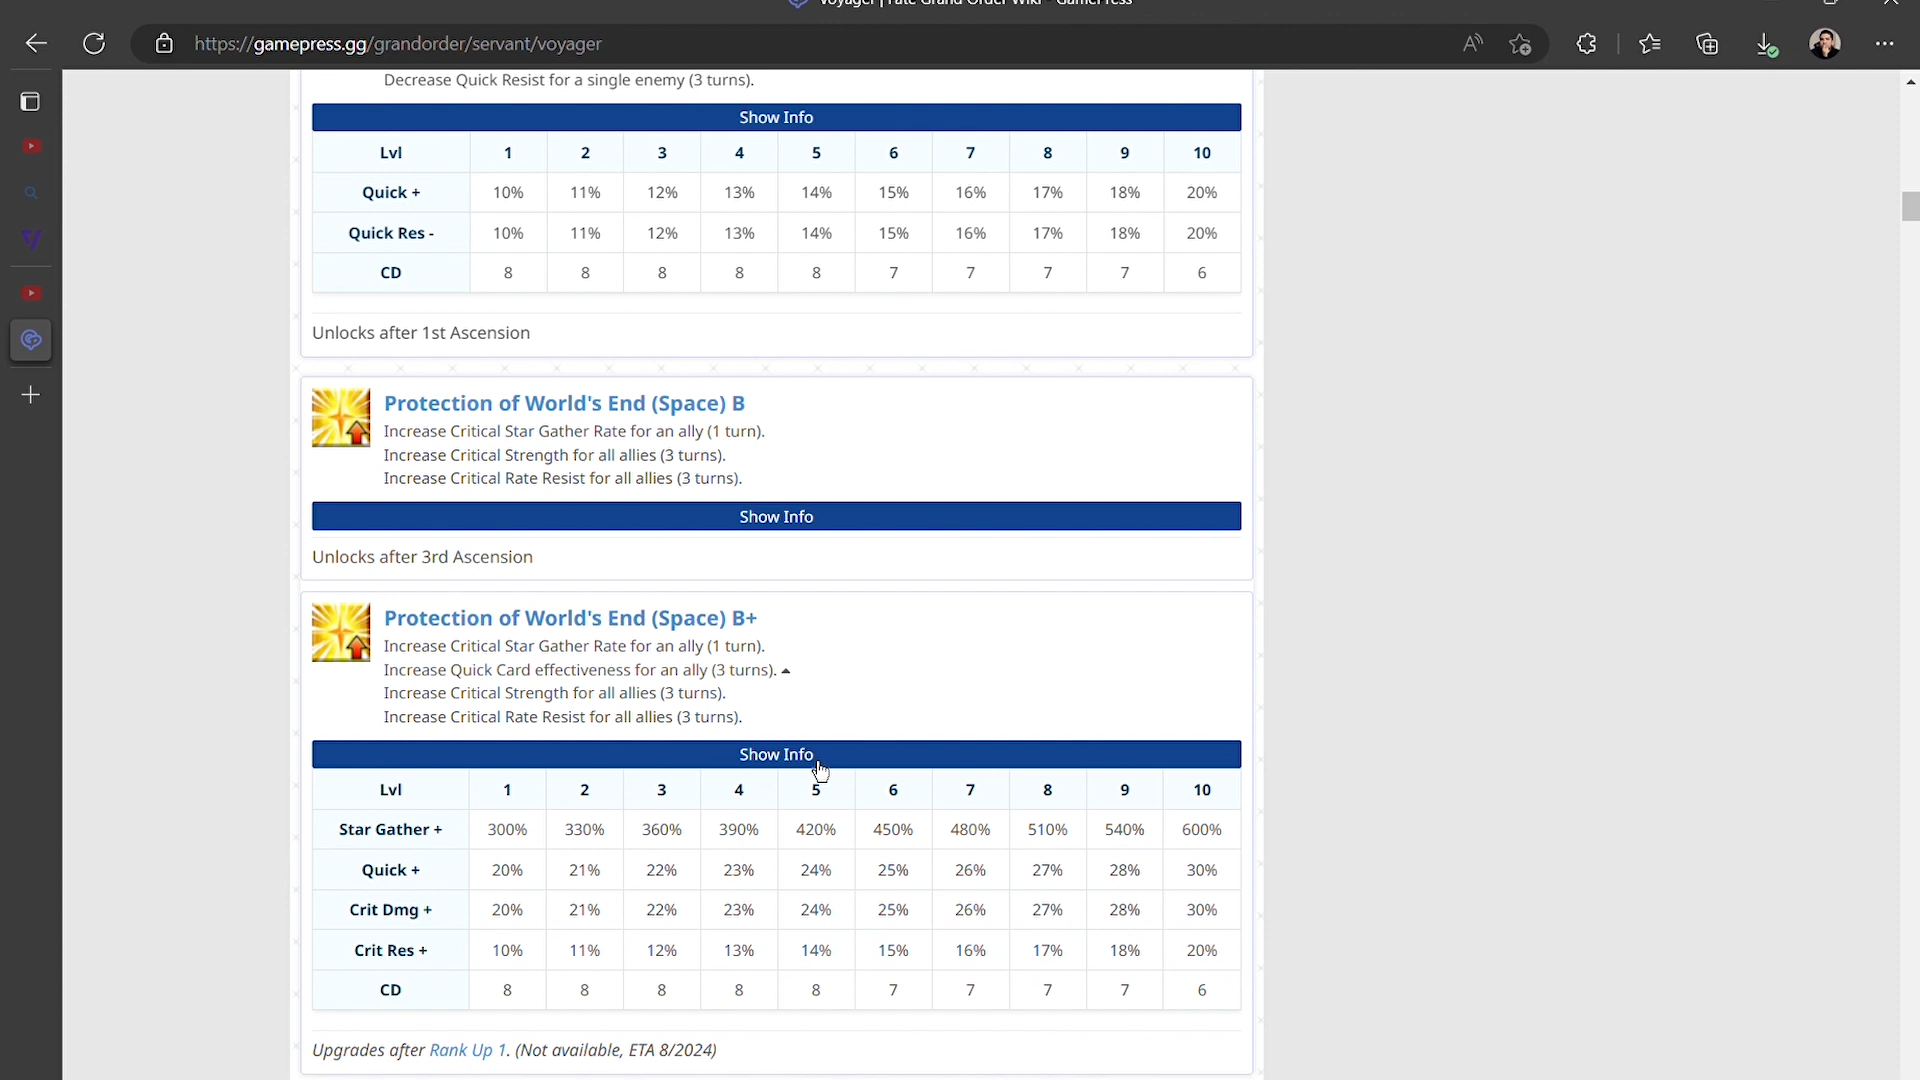 Voyager | Fate Grand Order Wiki - GamePress
https://gamepress.gg/grandorder/servant/voyager
Decrease Quick Resist for a single enemy (3 turns).
Show Info
Lvl 1 2 3 4 5 6 7 8 9 10
Quick + 10% 11% 12% 13% 14% 15% 16% 17% 18% 20%
Quick Res - 10% 11% 12% 13% 14% 15% 16% 17% 18% 20%
CD 8 8 8 8 8 7 7 7 7 6
Unlocks after 1st Ascension
Protection of World's End (Space) B
Increase Critical Star Gather Rate for an ally (1 turn).
Increase Critical Strength for all allies (3 turns).
Increase Critical Rate Resist for all allies (3 turns).
Show Info
Unlocks after 3rd Ascension
Protection of World's End (Space) B+
Increase Critical Star Gather Rate for an ally (1 turn).
Increase Quick Card effectiveness for an ally (3 turns).
Increase Critical Strength for all allies (3 turns).
Increase Critical Rate Resist for all allies (3 turns).
Show Info
Lvl 1 2 3 4 5 6 7 8 9 10
Star Gather + 300% 330% 360% 390% 420% 450% 480% 510% 540% 600%
Quick + 20% 21% 22% 23% 24% 25% 26% 27% 28% 30%
Crit Dmg + 20% 21% 22% 23% 24% 25% 26% 27% 28% 30%
Crit Res + 10% 11% 12% 13% 14% 15% 16% 17% 18% 20%
CD 8 8 8 8 8 7 7 7 7 6
Upgrades after Rank Up 1. (Not available, ETA 8/2024)